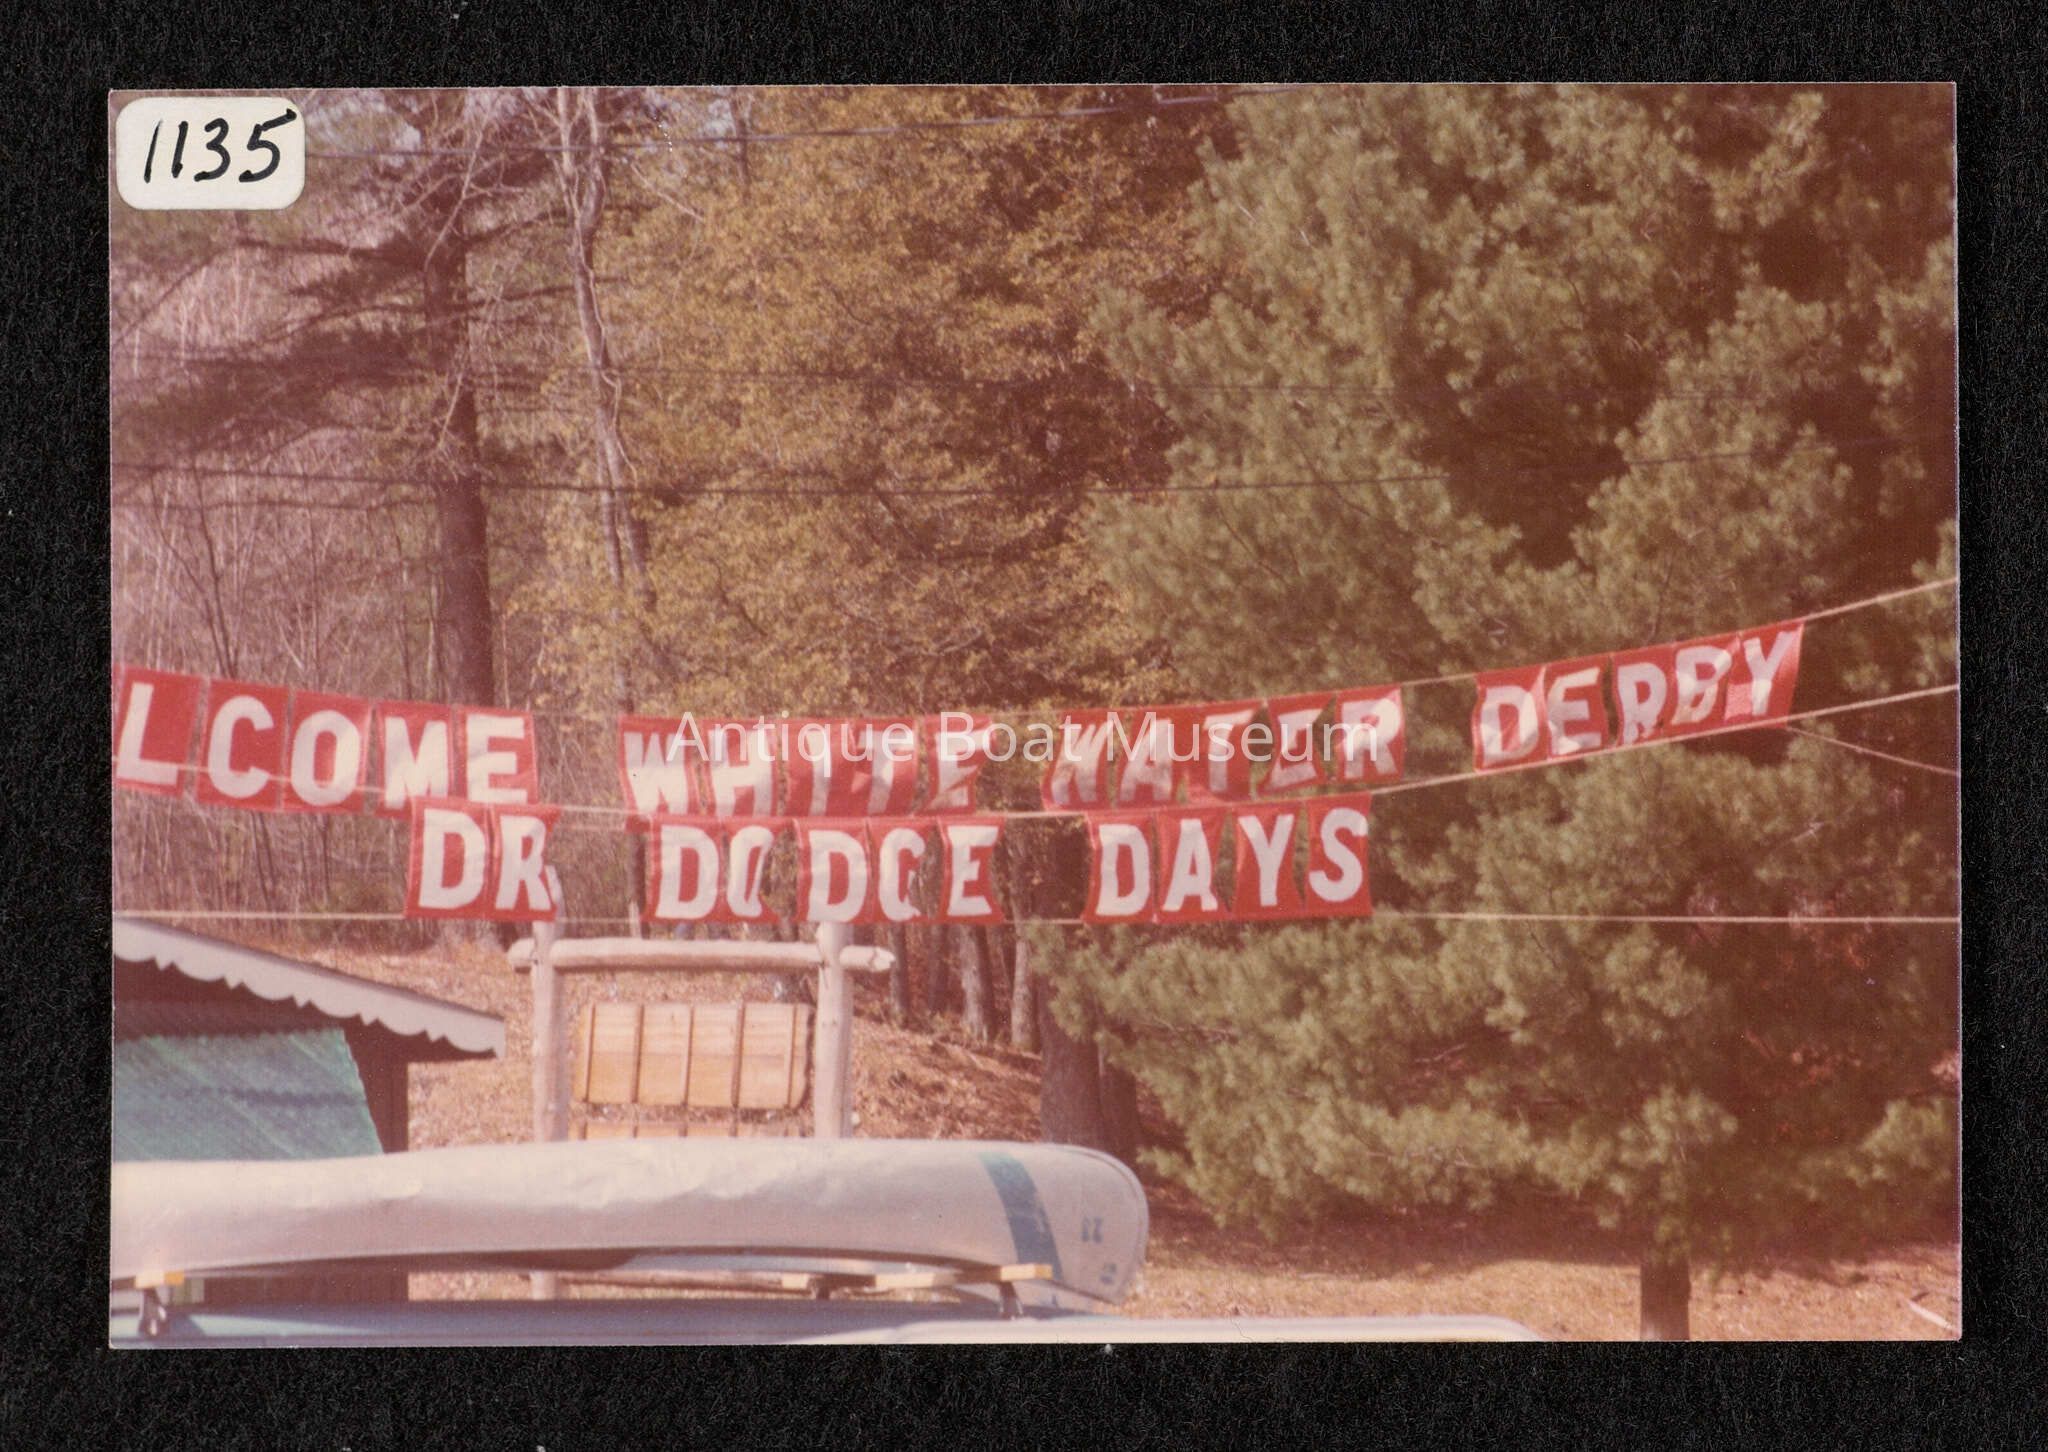 1135
LCOME WHITE WATER DERBY
Antique Boat Museum
DR. DODGE DAYS